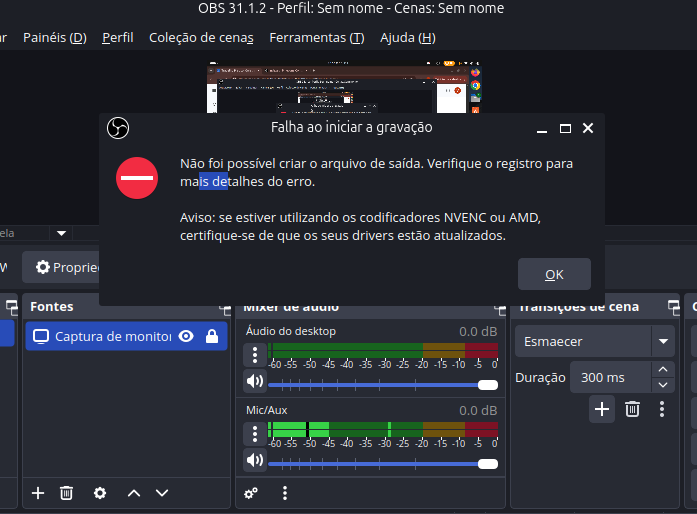 OBS 31.1.2 - Perfil: Sem nome - Cenas: Sem nome
ar Painéis (D) Perfil Coleção de cenas Ferramentas (T) Ajuda (H)
Falha ao iniciar a gravação
Não foi possível criar o arquivo de saída. Verifique o registro para
mais detalhes do erro.
Aviso: se estiver utilizando os codificadores NVENC ou AMD,
certifique-se de que os seus drivers estão atualizados.
OK
ela
W Proprie
Fontes
Mixer de áudio
Transições de cena
Captura de monitor
Áudio do desktop 0.0 dB
-60 -55 -50 -45 -40 -35 -30 -25 -20 -15 -10 -5 0
Mic/Aux 0.0 dB
-60 -55 -50 -45 -40 -35 -30 -25 -20 -15 -10 -5 0
Esmaecer
Duração 300 ms